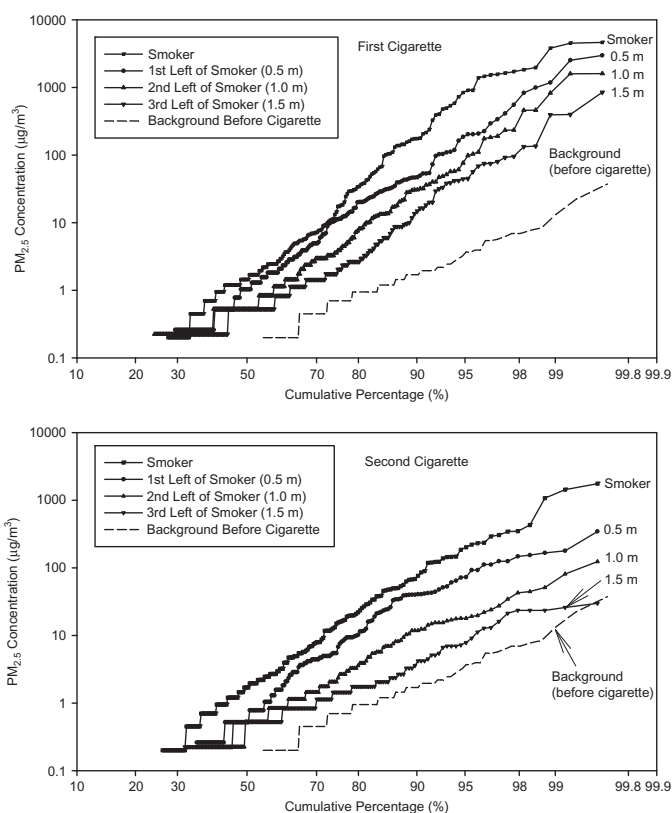 10000
1000
100
10
1
0.1
PM2.5 Concentration (μg/m3)
Smoker
1st Left of Smoker (0.5 m)
2nd Left of Smoker (1.0 m)
3rd Left of Smoker (1.5 m)
Background Before Cigarette
First Cigarette
Smoker
0.5 m
1.0 m
1.5 m
Background
(before cigarette)
10 20 30 50 70 80 90 95 98 99 99.8 99.9
Cumulative Percentage (%)
10000
1000
100
10
1
0.1
PM2.5 Concentration (μg/m3)
Smoker
1st Left of Smoker (0.5 m)
2nd Left of Smoker (1.0 m)
3rd Left of Smoker (1.5 m)
Background Before Cigarette
Second Cigarette
Smoker
0.5 m
1.0 m
1.5 m
Background
(before cigarette)
10 20 30 50 70 80 90 95 98 99 99.8 99.9
Cumulative Percentage (%)